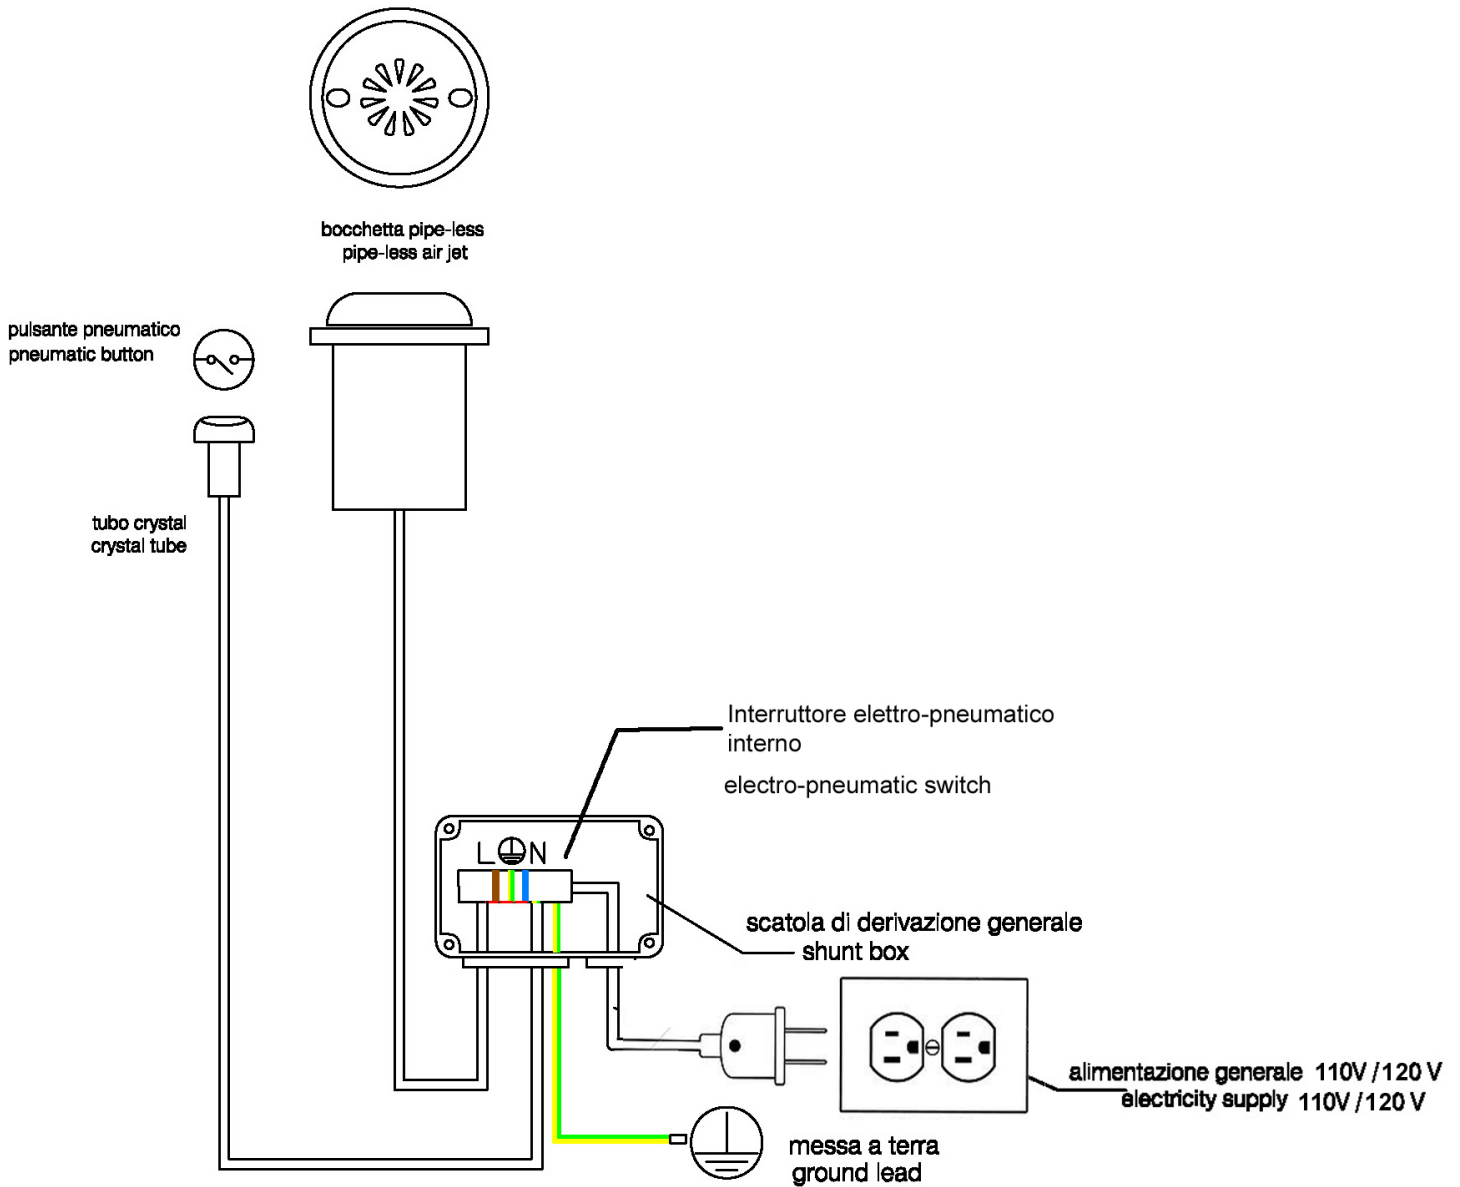 bocchetta pipe-less
pipe-less air jet
pulsante pneumatico
pneumatic button
tubo crystal
crystal tube
Interruttore elettro-pneumatico
interno
electro-pneumatic switch
L N
scatola di derivazione generale
shunt box
alimentazione generale 110V / 120 V
electricity supply 110V / 120 V
messa a terra
ground lead